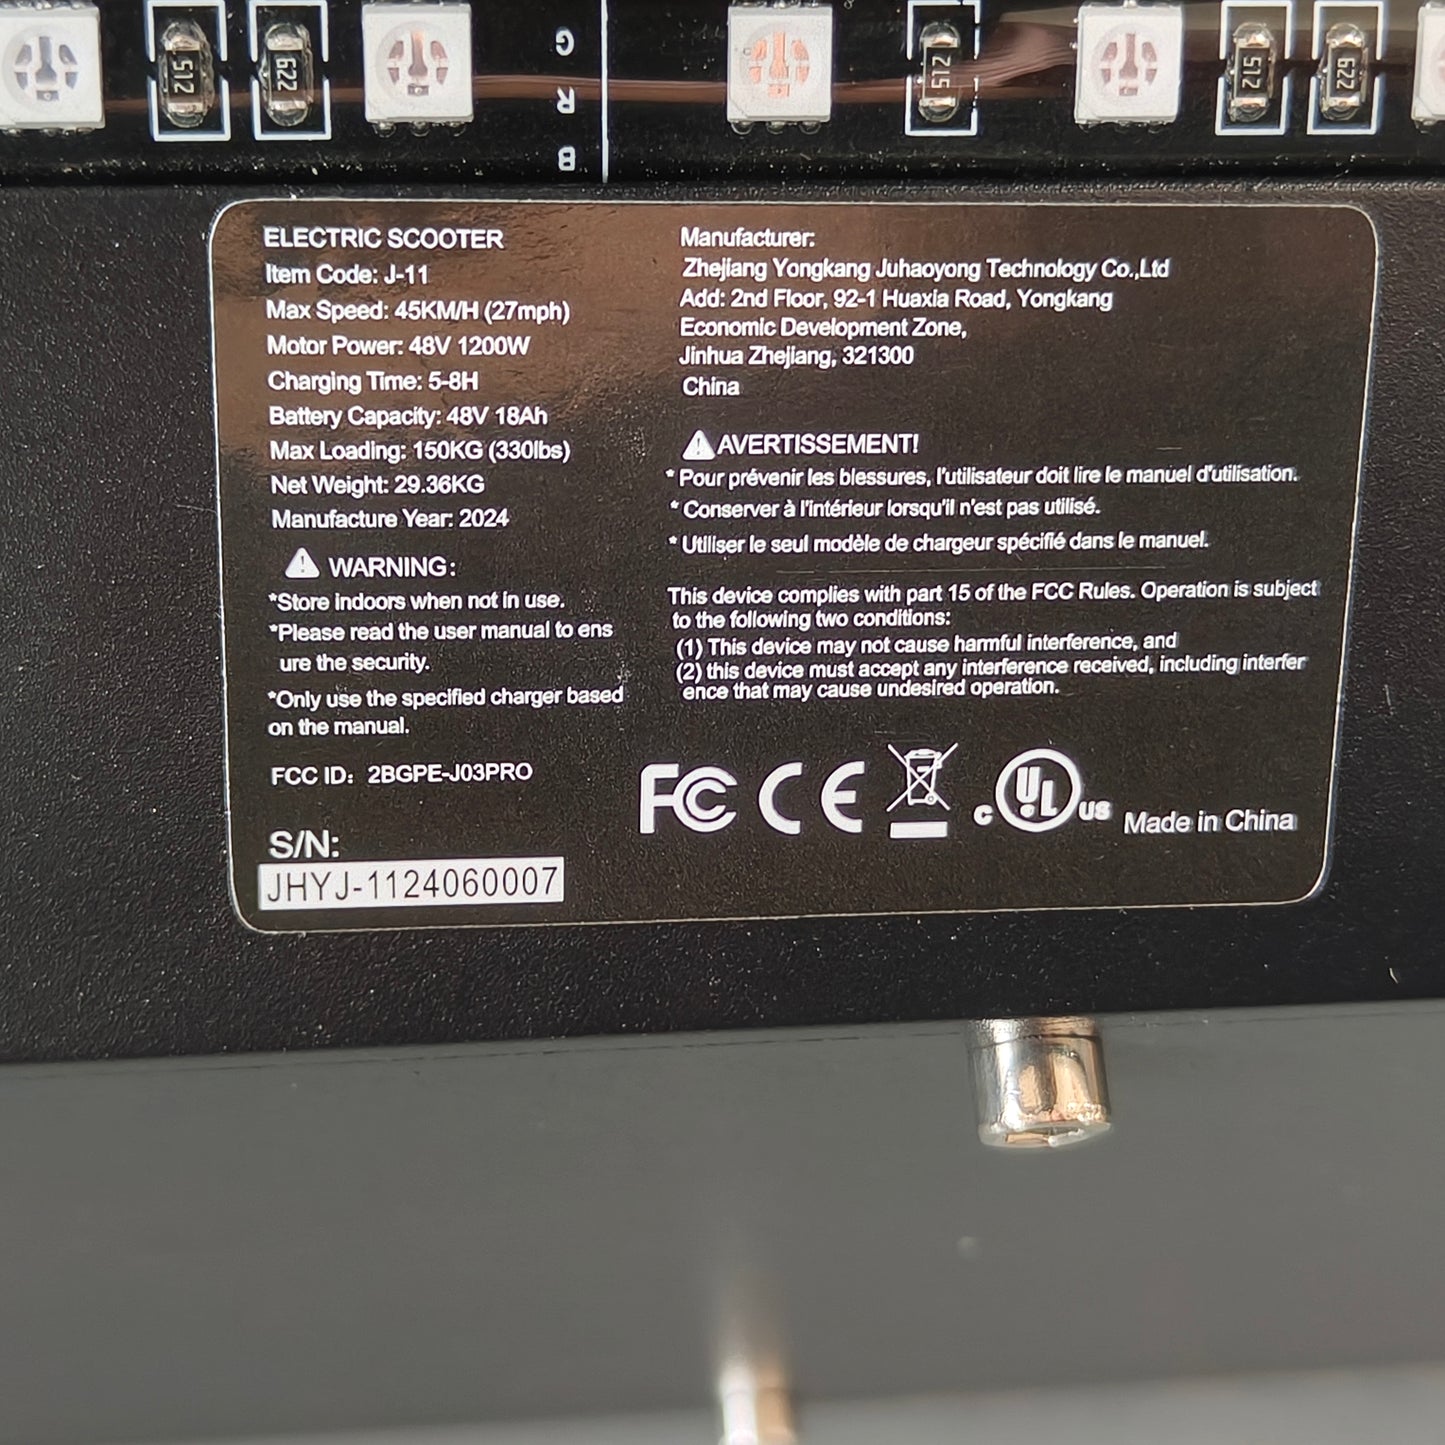 512
622
G
R
B
512
512
622
ELECTRIC SCOOTER
Item Code: J-11
Max Speed: 45KM/H (27mph)
Motor Power: 48V 1200W
Charging Time: 5-8H
Battery Capacity: 48V 18Ah
Max Loading: 150KG (330lbs)
Net Weight: 29.36KG
Manufacture Year: 2024
WARNING:
*Store indoors when not in use.
*Please read the user manual to ens
ure the security.
*Only use the specified charger based
on the manual.
FCC ID: 2BGPE-J03PRO
S/N:
JHYJ-1124060007
Manufacturer:
Zhejiang Yongkang Juhaoyong Technology Co.,Ltd
Add: 2nd Floor, 92-1 Huaxia Road, Yongkang
Economic Development Zone,
Jinhua Zhejiang, 321300
China
AVERTISSEMENT!
* Pour prévenir les blessures, l'utilisateur doit lire le manuel d'utilisation.
* Conserver à l'intérieur lorsqu'il n'est pas utilisé.
* Utiliser le seul modèle de chargeur spécifié dans le manuel.
This device complies with part 15 of the FCC Rules. Operation is subject
to the following two conditions:
(1) This device may not cause harmful interference, and
(2) this device must accept any interference received, including interfer
ence that may cause undesired operation.
FC CE c UL us Made in China